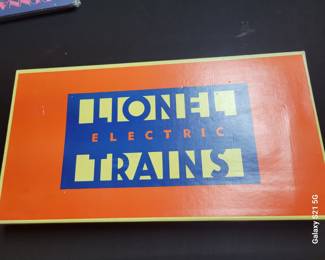 LIONEL
ELECTRIC
TRAINS
Galaxy S21 5G